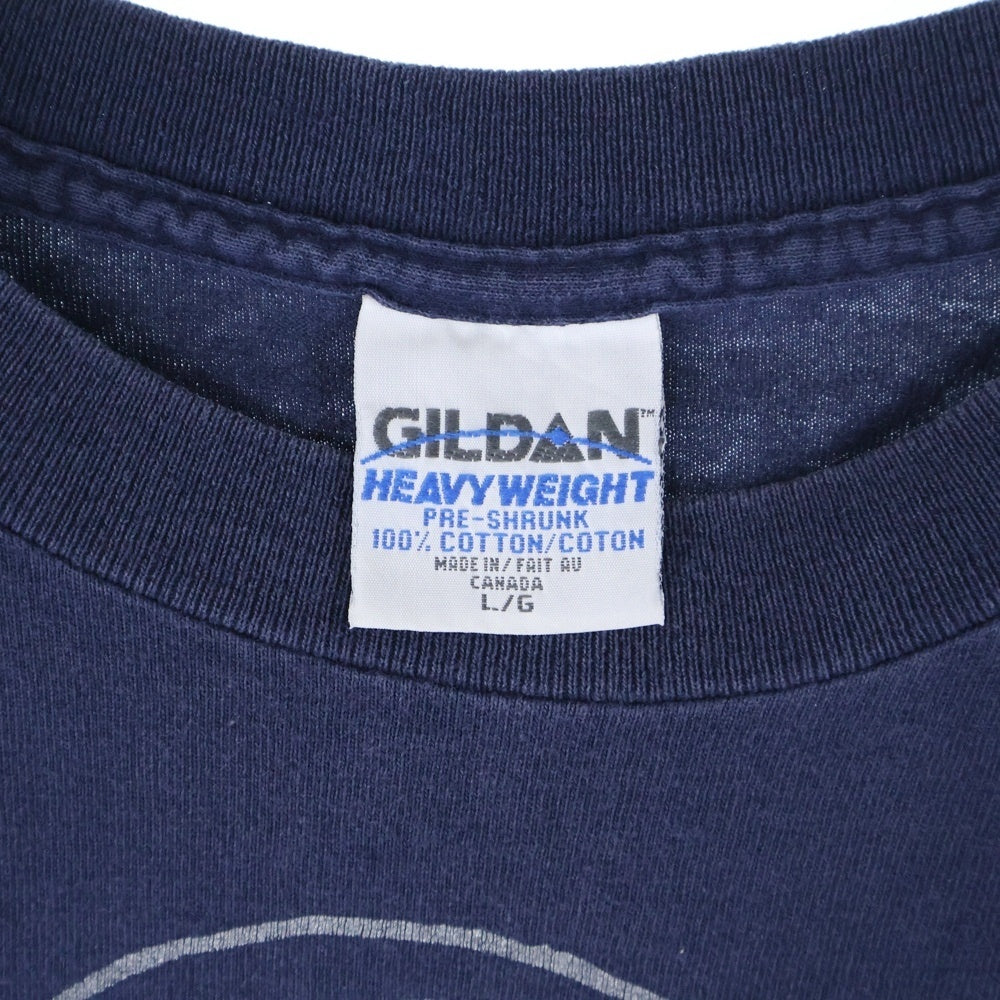 GILDAN™
HEAVYWEIGHT
PRE-SHRUNK
100% COTTON/COTON
MADE IN/FAIT AU
CANADA
L/G